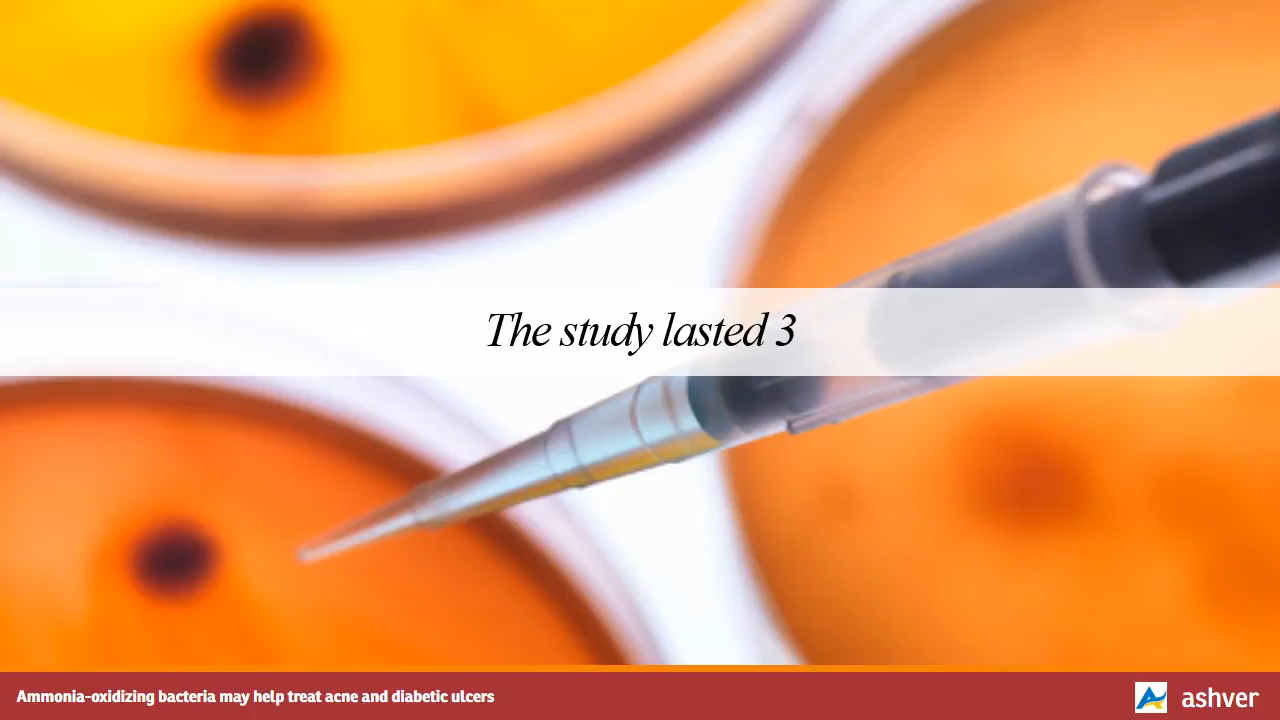 The study lasted 3
Ammonia-oxidizing bacteria may help treat acne and diabetic ulcers
ashver